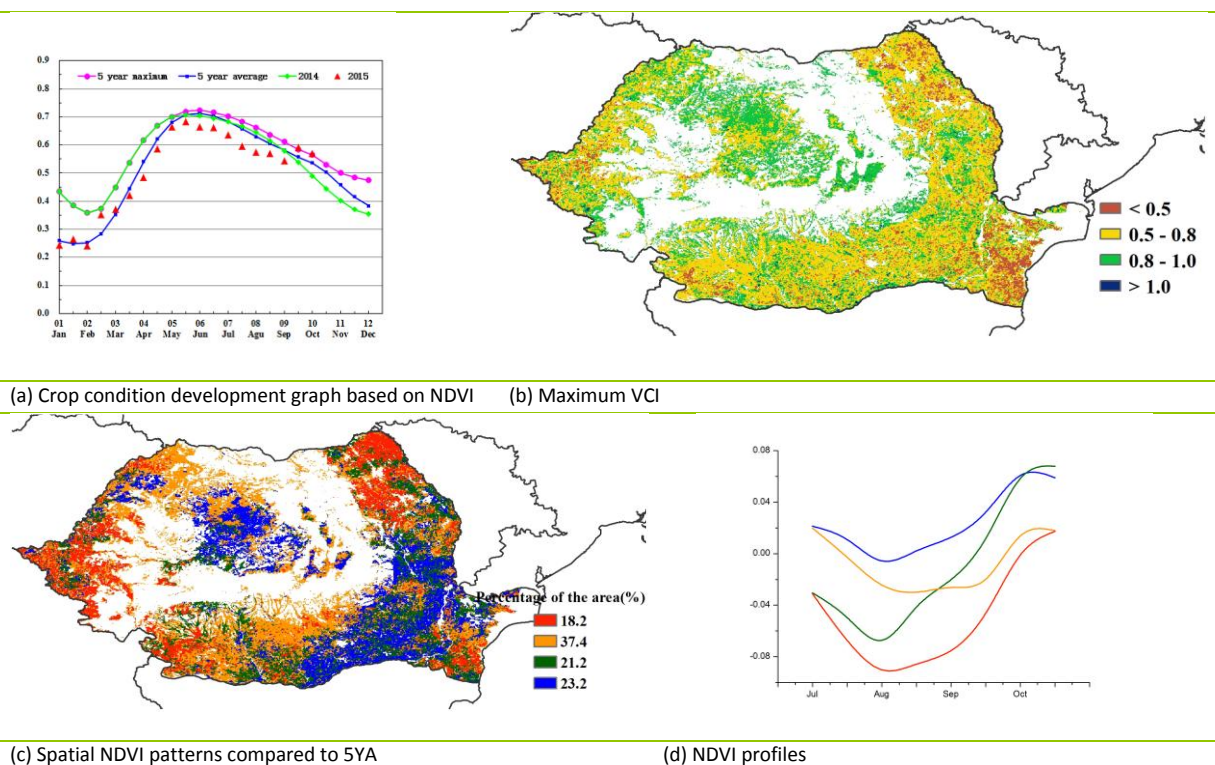 5 year maximum 5 year average 2014 2015
0.9
0.8
0.7
0.6
0.5
0.4
0.3
0.2
0.1
0.0
01 02 03 04 05 06 07 08 09 10 11 12
Jan Feb Mar Apr May Jun Jul Agu Sep Oct Nov Dec
< 0.5
0.5 - 0.8
0.8 - 1.0
> 1.0
(a) Crop condition development graph based on NDVI (b) Maximum VCI
Percentage of the area(%)
18.2
37.4
21.2
23.2
0.08
0.04
0.00
-0.04
-0.08
Jul Aug Sep Oct
(c) Spatial NDVI patterns compared to 5YA (d) NDVI profiles